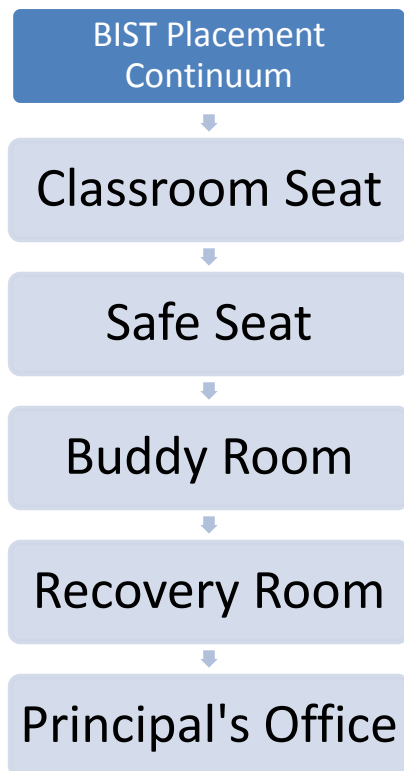 BIST Placement
Continuum
Classroom Seat
Safe Seat
Buddy Room
Recovery Room
Principal's Office